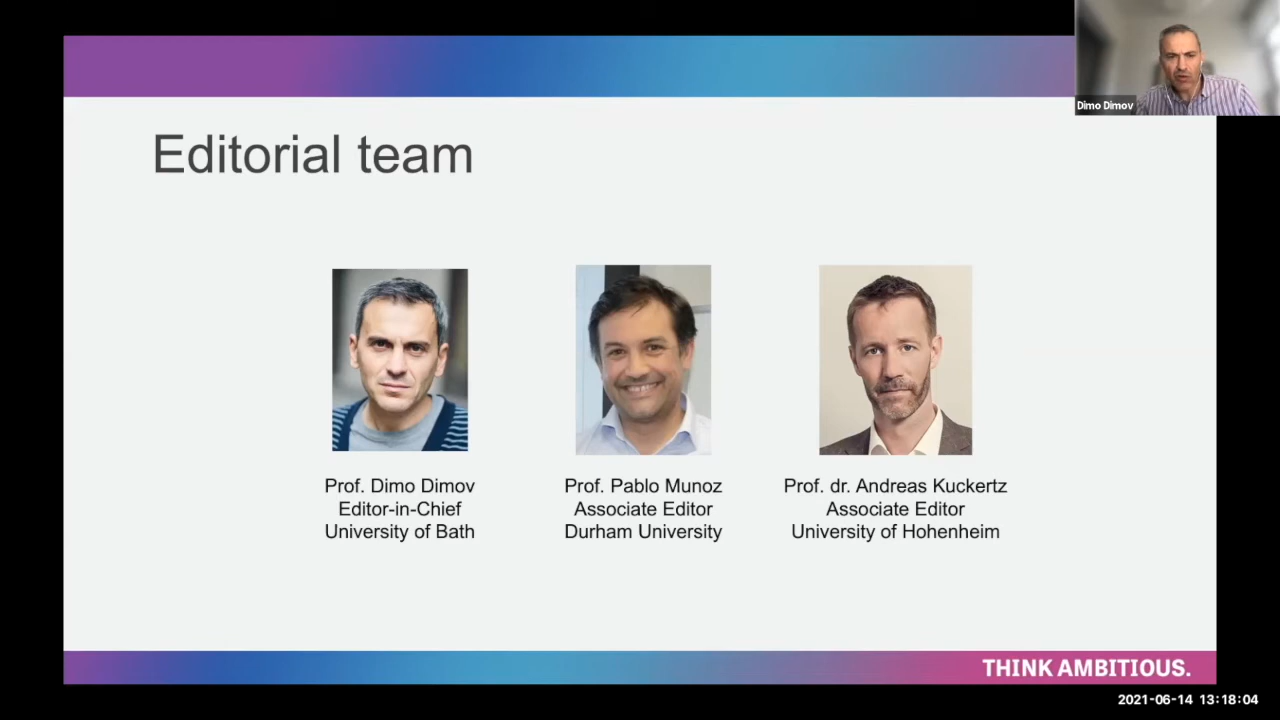 Dimo Dimov
Editorial team
Prof. Dimo Dimov
Editor-in-Chief
University of Bath
Prof. Pablo Munoz
Associate Editor
Durham University
Prof. dr. Andreas Kuckertz
Associate Editor
University of Hohenheim
THINK AMBITIOUS.
2021-06-14 13:18:04